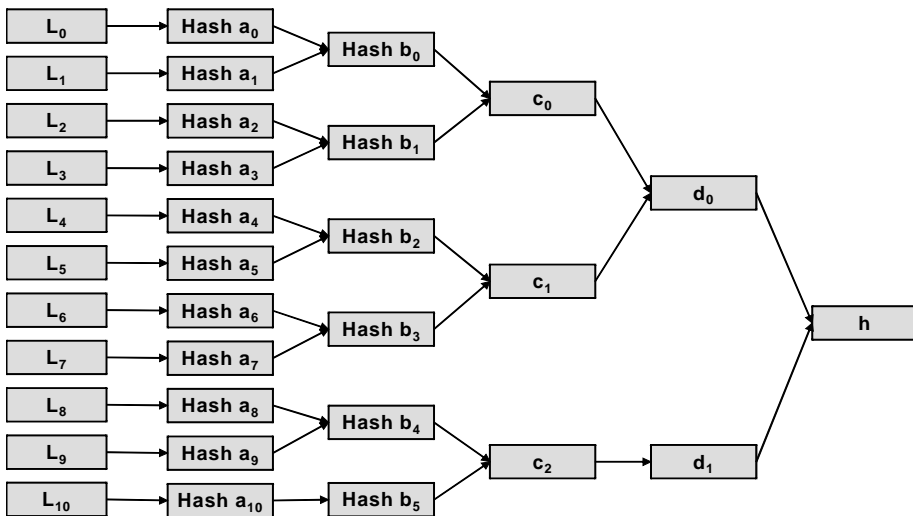 L₀
Hash a₀
L₁
Hash a₁
Hash b₀
c₀
L₂
Hash a₂
L₃
Hash a₃
Hash b₁
d₀
L₄
Hash a₄
L₅
Hash a₅
Hash b₂
c₁
L₆
Hash a₆
L₇
Hash a₇
Hash b₃
h
L₈
Hash a₈
L₉
Hash a₉
Hash b₄
c₂
d₁
L₁₀
Hash a₁₀
Hash b₅